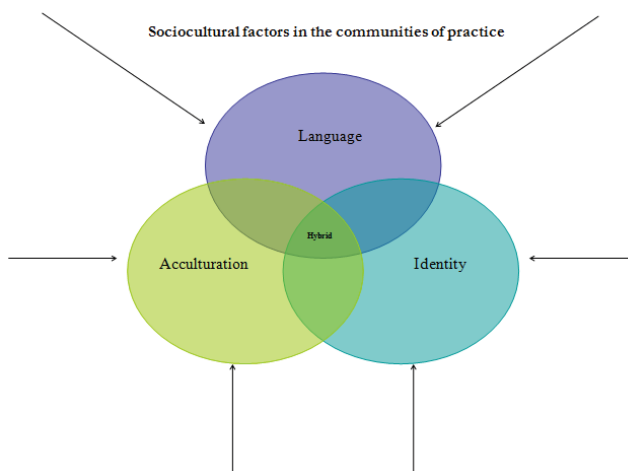 Sociocultural factors in the communities of practice
Language
Hybrid
Acculturation
Identity